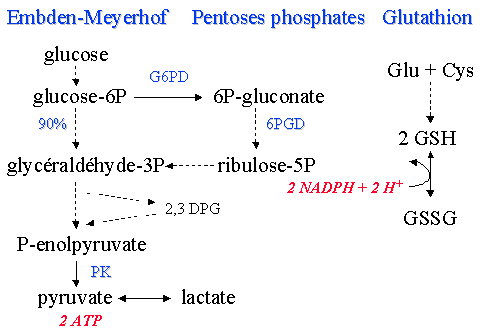 Embden-Meyerhof Pentoses phosphates Glutathion
glucose
G6PD
Glu + Cys
glucose-6P 6P-gluconate
90% 6PGD
2 GSH
glycéraldéhyde-3P ribulose-5P
2 NADPH + 2 H+
2,3 DPG
GSSG
P-enolpyruvate
PK
pyruvate lactate
2 ATP